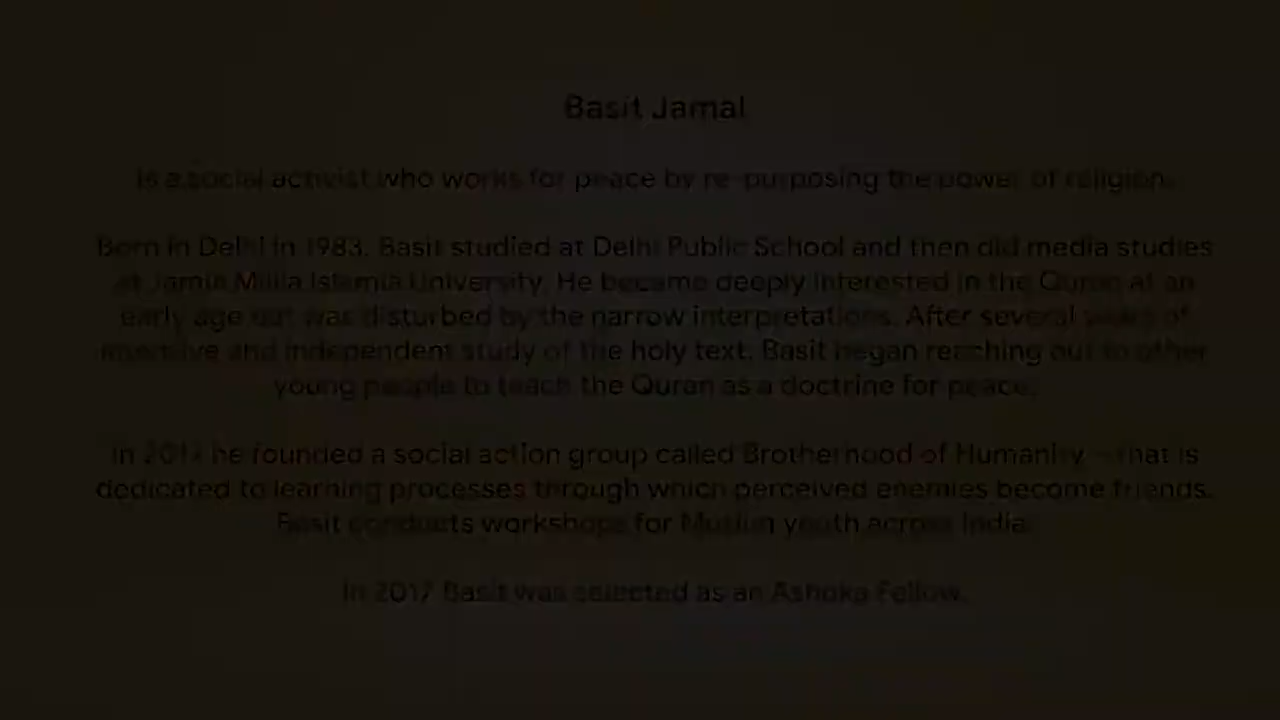 Basit Jamal
Is a social activist who works for peace by re-purposing the power of religion.
Born in Delhi in 1983, Basit studied at Delhi Public School and then did media studies
at Jamia Millia Islamia University. He became deeply interested in the Quran at an
early age but was disturbed by the narrow interpretations. After several years of
intensive and independent study of the holy text, Basit began reaching out to other
young people to teach the Quran as a doctrine for peace.
In he founded a social action group called Brotherhood of Humanity - that is
dedicated to learning processes through which perceived enemies become friends.
Basit conducts workshops for Muslim youth across India
In 2017 Basit was selected as an Ashoka Fellow.